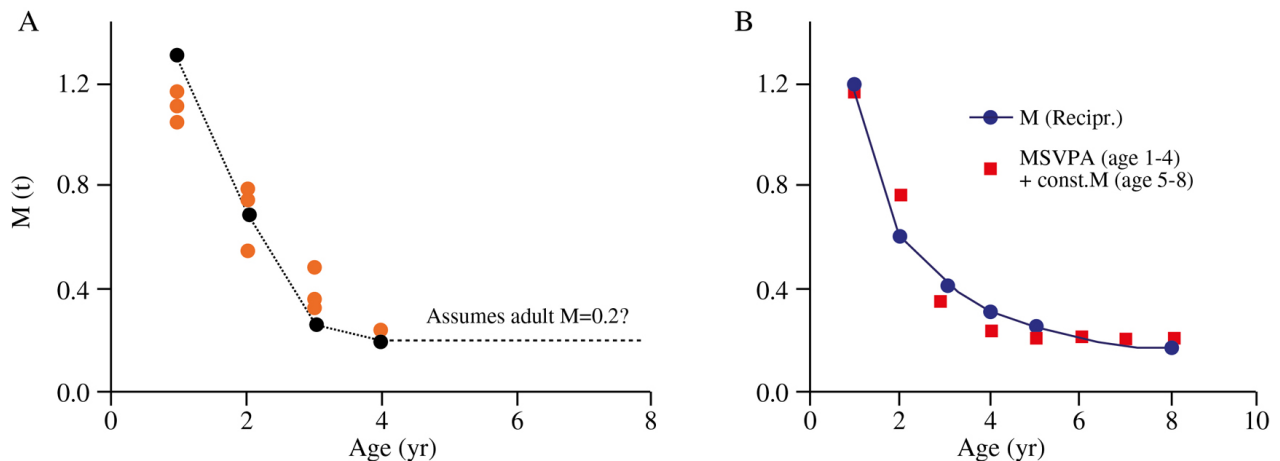 A
M (t)
1.2
0.8
0.4
0.0
Assumes adult M=0.2?
0 2 4 6 8
Age (yr)
B
1.2
0.8
0.4
0.0
M (Recipr.)
MSVPA (age 1-4)
+ const.M (age 5-8)
0 2 4 6 8 10
Age (yr)